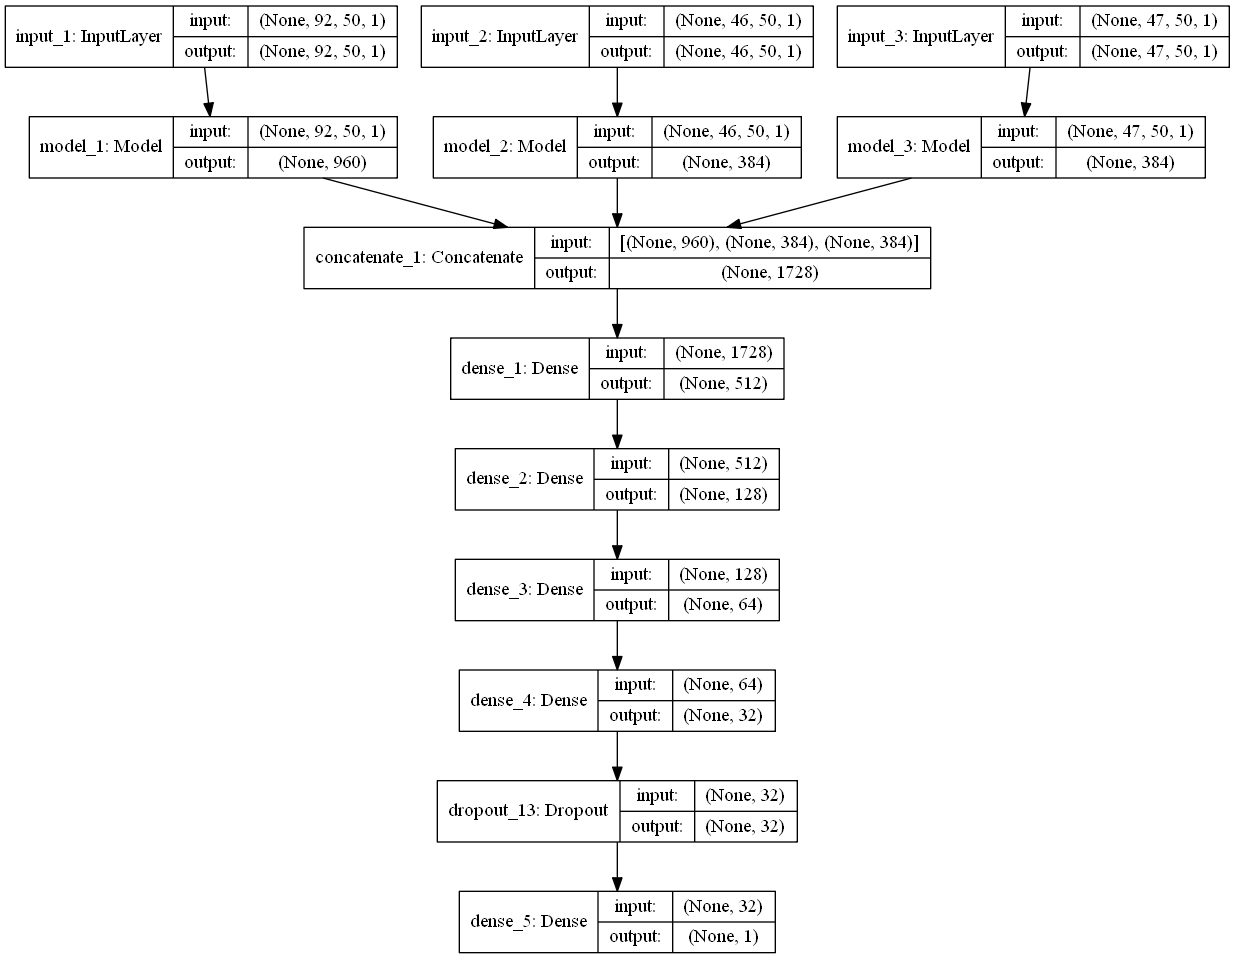 input_1: InputLayer
input: (None, 92, 50, 1)
output: (None, 92, 50, 1)
input_2: InputLayer
input: (None, 46, 50, 1)
output: (None, 46, 50, 1)
input_3: InputLayer
input: (None, 47, 50, 1)
output: (None, 47, 50, 1)
model_1: Model
input: (None, 92, 50, 1)
output: (None, 960)
model_2: Model
input: (None, 46, 50, 1)
output: (None, 384)
model_3: Model
input: (None, 47, 50, 1)
output: (None, 384)
concatenate_1: Concatenate
input: [(None, 960), (None, 384), (None, 384)]
output: (None, 1728)
dense_1: Dense
input: (None, 1728)
output: (None, 512)
dense_2: Dense
input: (None, 512)
output: (None, 128)
dense_3: Dense
input: (None, 128)
output: (None, 64)
dense_4: Dense
input: (None, 64)
output: (None, 32)
dropout_13: Dropout
input: (None, 32)
output: (None, 32)
dense_5: Dense
input: (None, 32)
output: (None, 1)